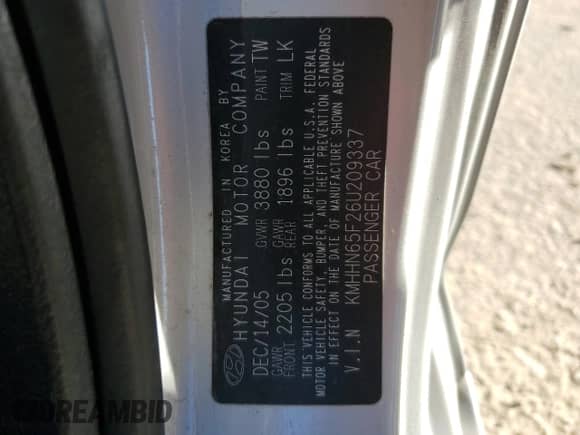 MANUFACTURED IN KOREA BY
HYUNDAI MOTOR COMPANY
DEC/14/05 GVWR 3880 lbs PAINT TW
GAWR FRONT 2205 lbs GAWR REAR 1896 lbs TRIM LK
THIS VEHICLE CONFORMS TO ALL APPLICABLE U.S.A. FEDERAL
MOTOR VEHICLE SAFETY, BUMPER, AND THEFT PREVENTION STANDARDS
IN EFFECT ON THE DATE OF MANUFACTURE SHOWN ABOVE
V.I.N KMHHN65F26U209337
PASSENGER CAR
DREAMBID